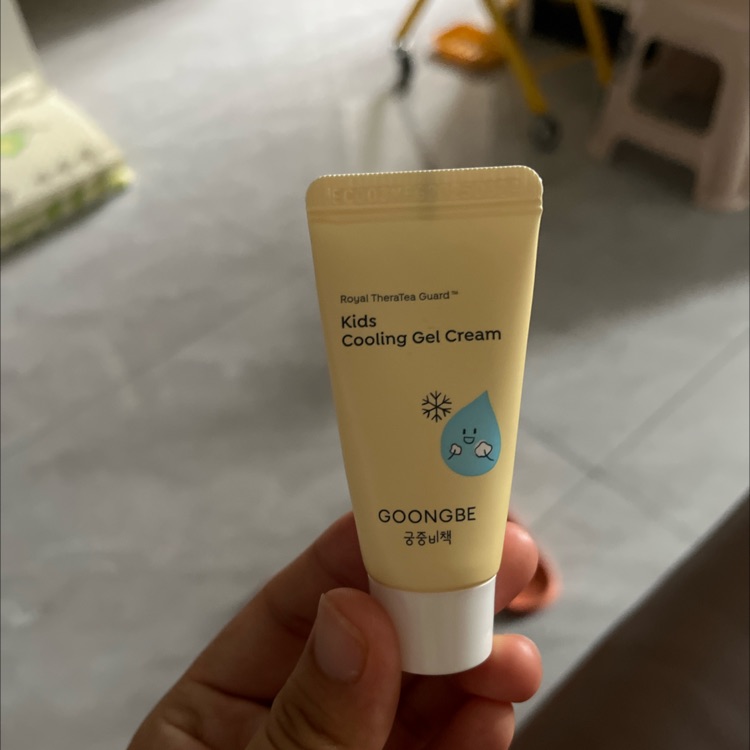 Royal TheraTea Guard™
Kids
Cooling Gel Cream
GOONGBE
궁중비책